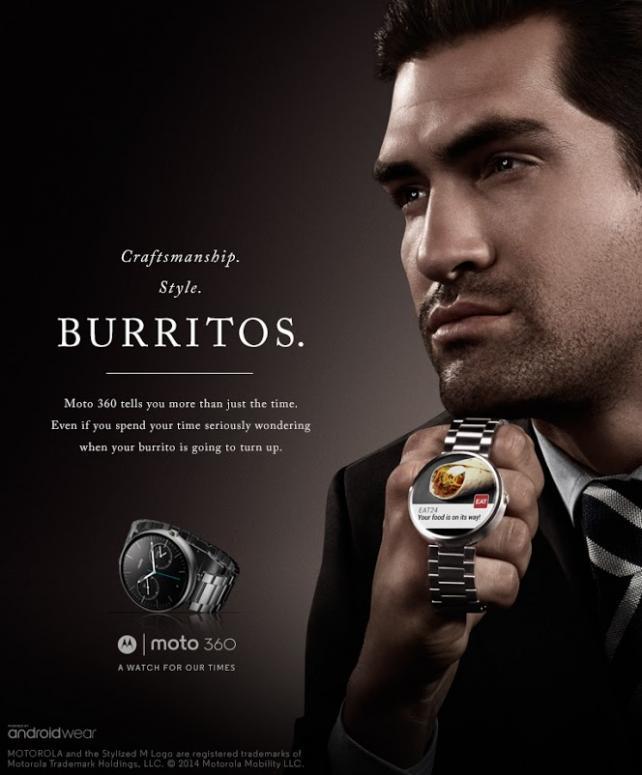 Craftsmanship.
Style.
BURRITOS.
Moto 360 tells you more than just the time.
Even if you spend your time seriously wondering
when your burrito is going to turn up.
EAT
EAT24
Your food is on its way!
moto 360
A WATCH FOR OUR TIMES
POWERED BY
androidwear
MOTOROLA and the Stylized M Logo are registered trademarks of
Motorola Trademark Holdings, LLC. © 2014 Motorola Mobility LLC.